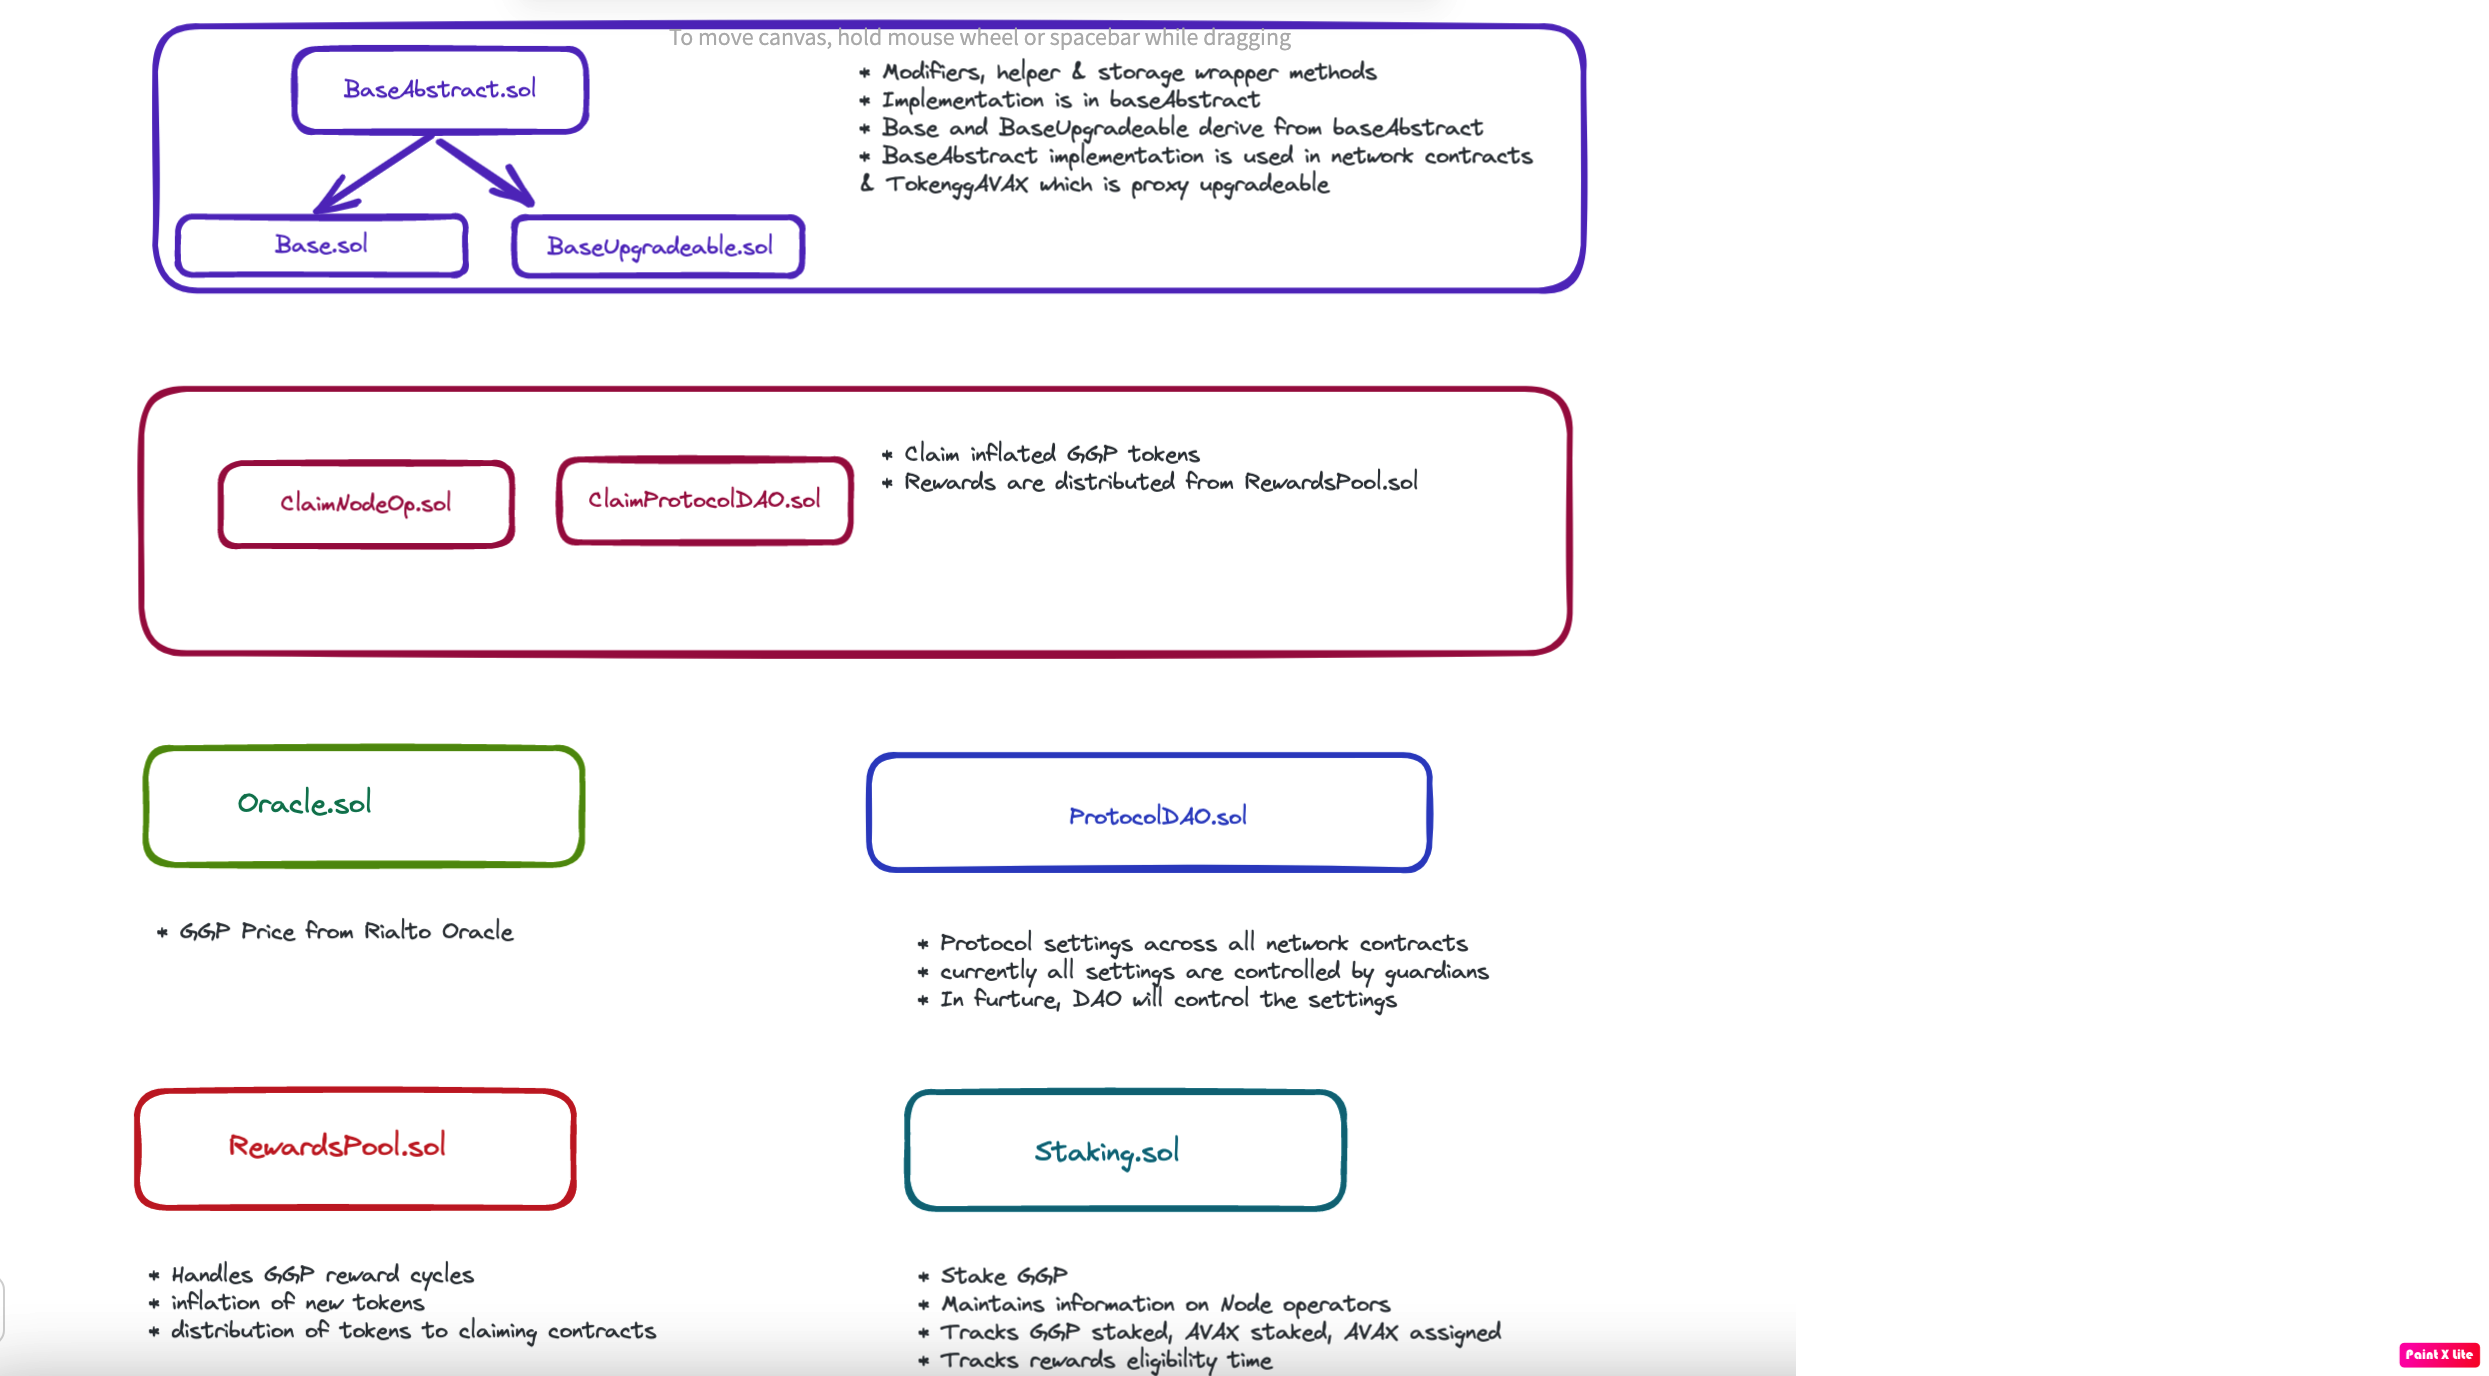 To move canvas, hold mouse wheel or spacebar while dragging
BaseAbstract.sol
Base.sol
BaseUpgradeable.sol
* Modifiers, helper & storage wrapper methods
* Implementation is in baseAbstract
* Base and BaseUpgradeable derive from baseAbstract
* BaseAbstract implementation is used in network contracts
& TokenggAVAX which is proxy upgradeable
ClaimNodeOp.sol
ClaimProtocolDAO.sol
* Claim inflated GGP tokens
* Rewards are distributed from RewardsPool.sol
Oracle.sol
* GGP Price from Rialto Oracle
ProtocolDAO.sol
* Protocol settings across all network contracts
* currently all settings are controlled by guardians
* In furture, DAO will control the settings
RewardsPool.sol
* Handles GGP reward cycles
* inflation of new tokens
* distribution of tokens to claiming contracts
Staking.sol
* Stake GGP
* Maintains information on Node operators
* Tracks GGP staked, AVAX staked, AVAX assigned
* Tracks rewards eligibility time
Paint X Lite